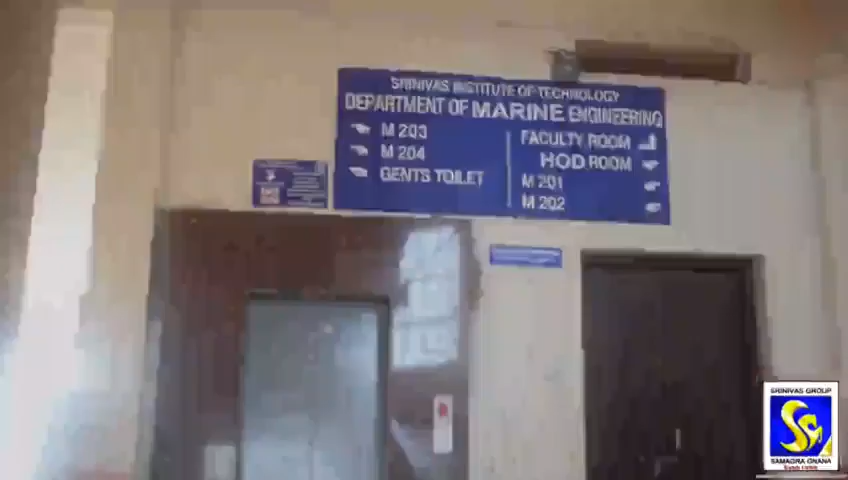 SRINIVAS INSTITUTE OF TECHNOLOGY
DEPARTMENT OF MARINE ENGINEERING
M 203
M 204
GENTS TOILET
FACULTY ROOM
HOD ROOM
M 201
M 202
SRINIVAS GROUP
SAMAGRA GNANA